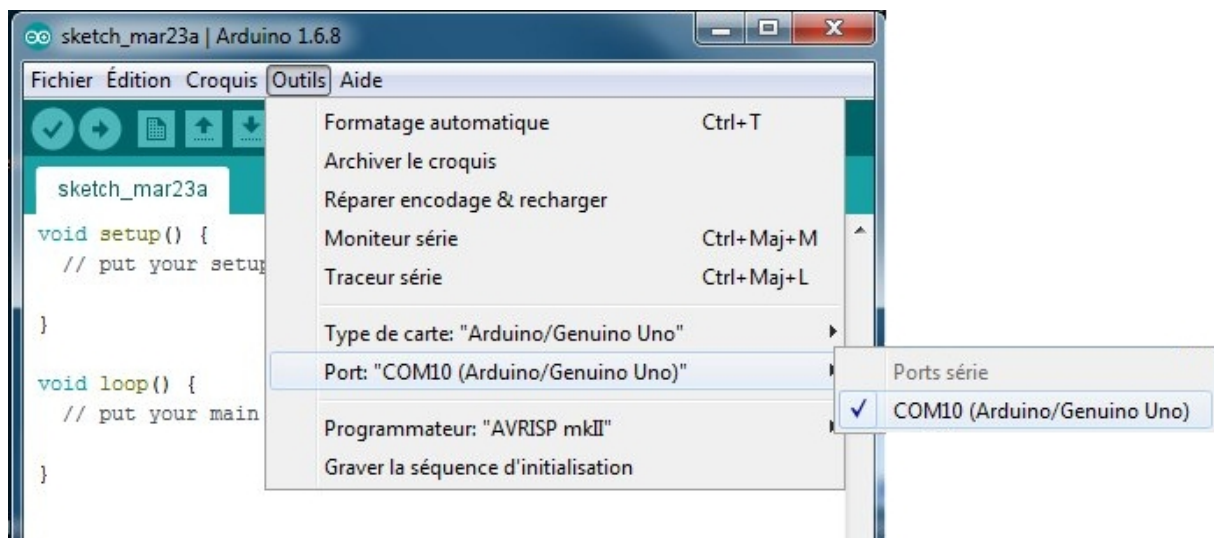 sketch_mar23a | Arduino 1.6.8
Fichier Édition Croquis Outils Aide
Formatage automatique Ctrl+T
Archiver le croquis
sketch_mar23a
Réparer encodage & recharger
void setup() {
Moniteur série Ctrl+Maj+M
// put your setup
Traceur série Ctrl+Maj+L
}
Type de carte: "Arduino/Genuino Uno"
Port: "COM10 (Arduino/Genuino Uno)"
Ports série
void loop() {
COM10 (Arduino/Genuino Uno)
// put your main
Programmateur: "AVRISP mkII"
Graver la séquence d'initialisation
}